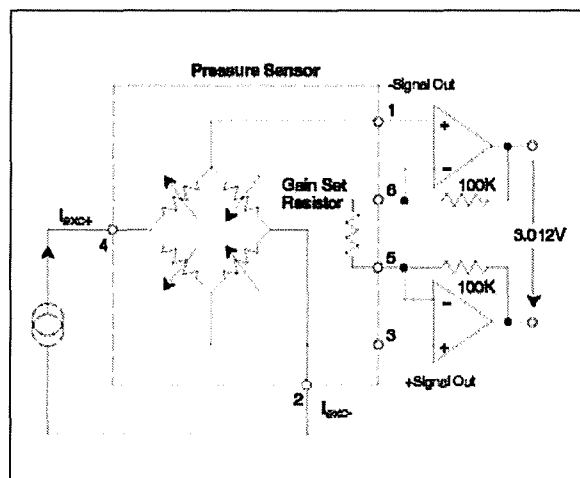 Pressure Sensor
-Signal Out
1
+
-
6
100K
Gain Set
Resistor
Iexc+
4
5
3.012V
100K
-
3
+
+Signal Out
2
Iexc-